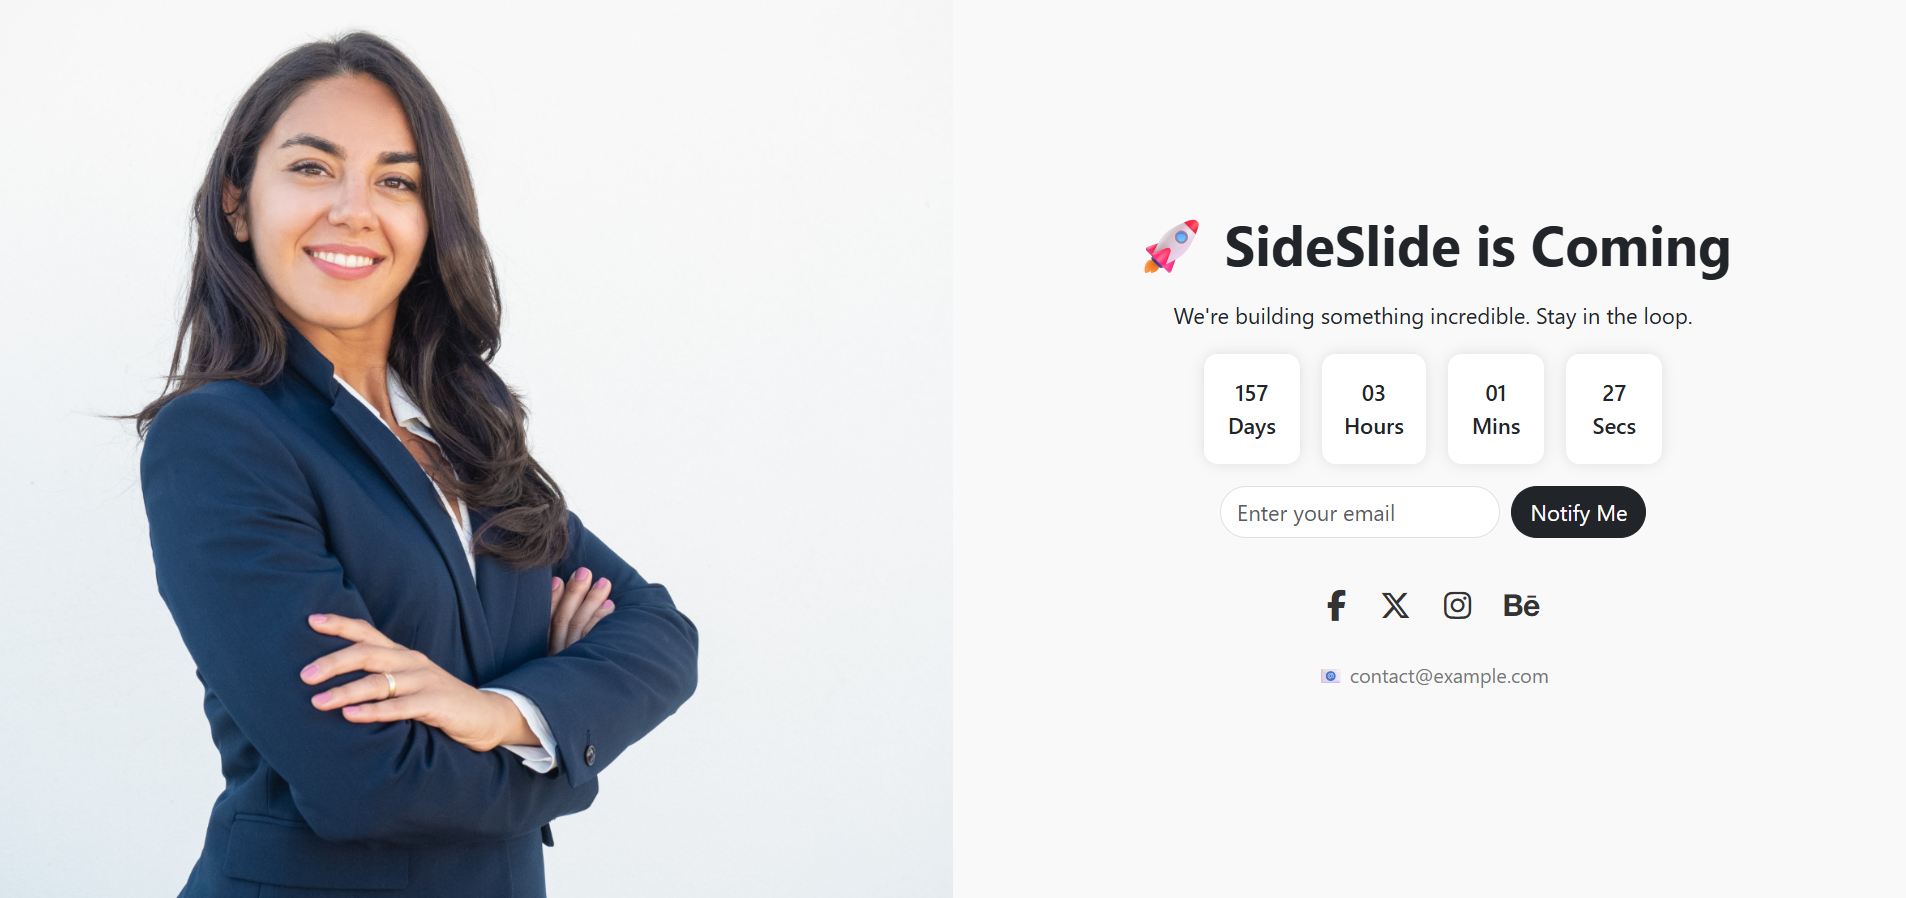 🚀 SideSlide is Coming
We're building something incredible. Stay in the loop.
157 03 01 27
Days Hours Mins Secs
Enter your email Notify Me
Bē
📧 contact@example.com